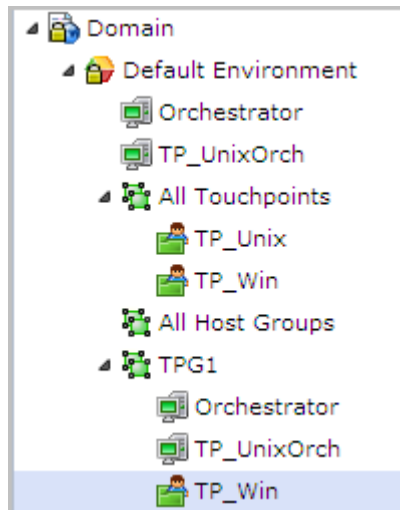 Domain
Default Environment
Orchestrator
TP_UnixOrch
All Touchpoints
TP_Unix
TP_Win
All Host Groups
TPG1
Orchestrator
TP_UnixOrch
TP_Win